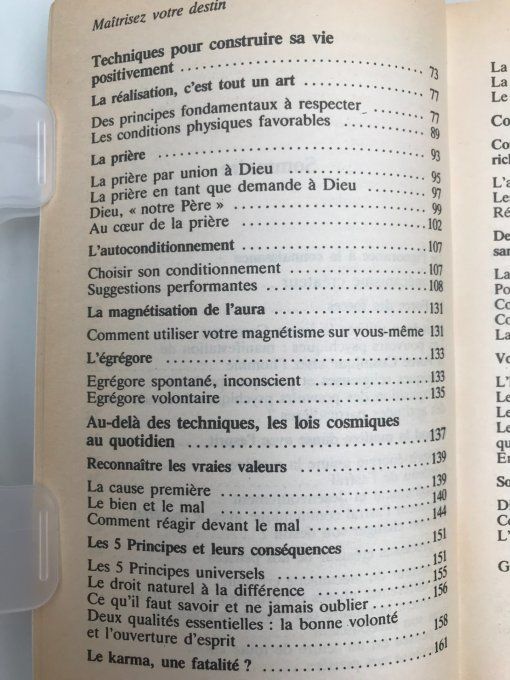 Maîtrisez votre destin
Techniques pour construire sa vie
positivement ........ 73
La réalisation, c'est tout un art ........ 77
Des principes fondamentaux à respecter ........ 77
Les conditions physiques favorables ........ 89
La prière ........ 93
La prière par union à Dieu ........ 95
La prière en tant que demande à Dieu ........ 97
Dieu, « notre Père » ........ 99
Au cœur de la prière ........ 102
L'autoconditionnement ........ 107
Choisir son conditionnement ........ 107
Suggestions performantes ........ 108
La magnétisation de l'aura ........ 131
Comment utiliser votre magnétisme sur vous-même 131
L'égrégore ........ 133
Egrégore spontané, inconscient ........ 133
Egrégore volontaire ........ 135
Au-delà des techniques, les lois cosmiques
au quotidien ........ 137
Reconnaître les vraies valeurs ........ 139
La cause première ........ 139
Le bien et le mal ........ 140
Comment réagir devant le mal ........ 144
Les 5 Principes et leurs conséquences ........ 151
Les 5 Principes universels ........ 151
Le droit naturel à la différence ........ 155
Ce qu'il faut savoir et ne jamais oublier ........ 156
Deux qualités essentielles : la bonne volonté
et l'ouverture d'esprit ........ 158
Le karma, une fatalité ? ........ 161
La
La
Le